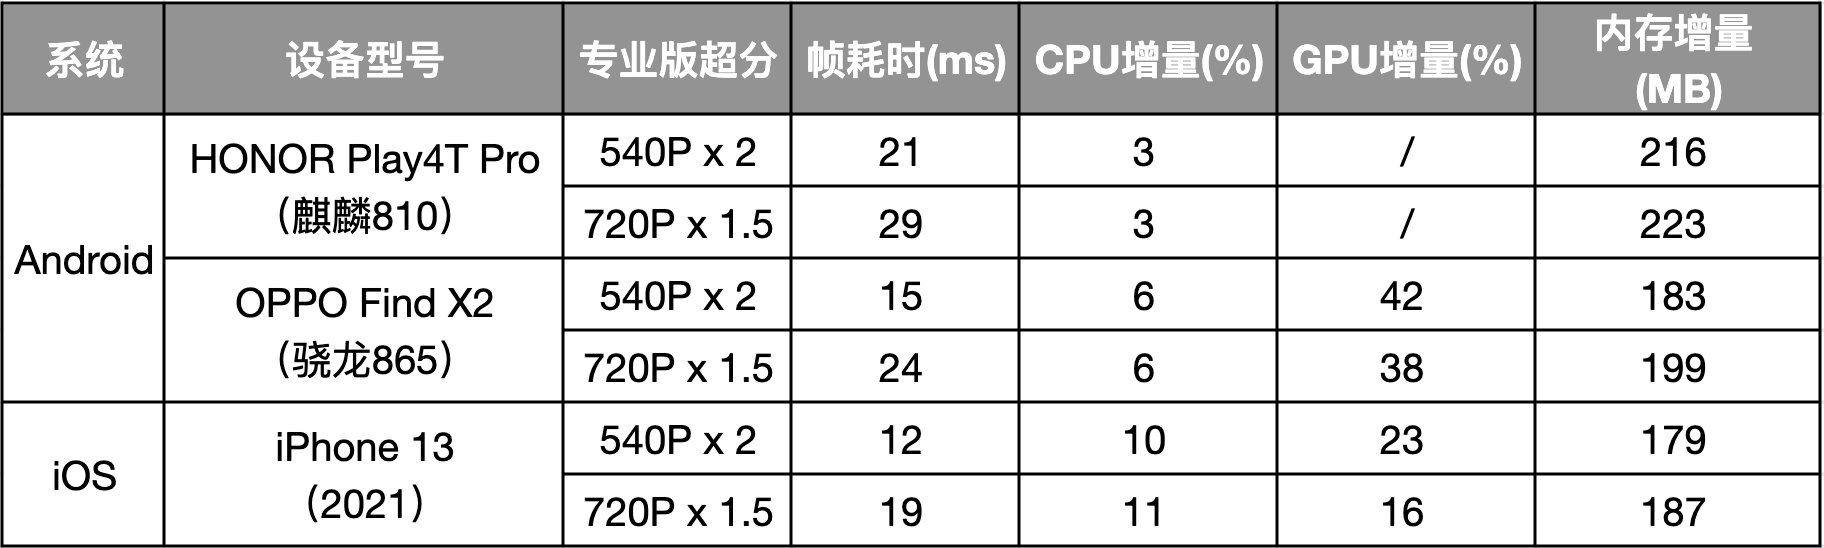 系统 设备型号 专业版超分 帧耗时(ms) CPU增量(%) GPU增量(%) 内存增量
(MB)
Android HONOR Play4T Pro
（麒麟810） 540P x 2 21 3 / 216
720P x 1.5 29 3 / 223
OPPO Find X2
（骁龙865） 540P x 2 15 6 42 183
720P x 1.5 24 6 38 199
iOS iPhone 13
（2021） 540P x 2 12 10 23 179
720P x 1.5 19 11 16 187